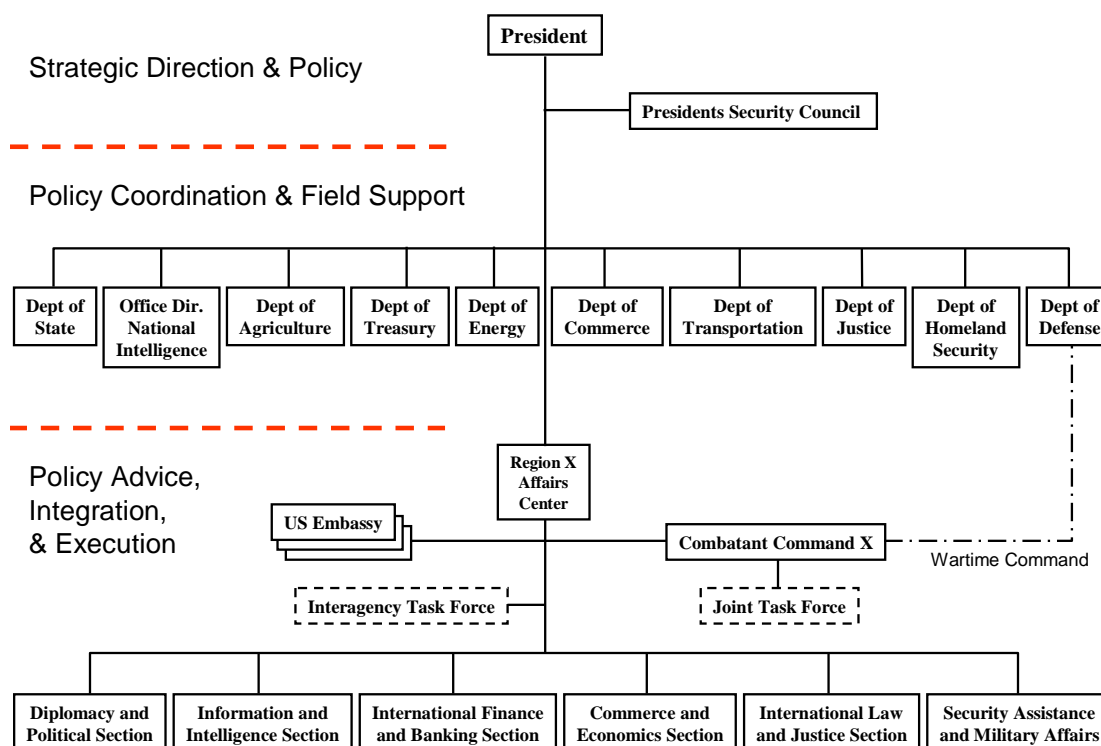 President
Strategic Direction & Policy
Presidents Security Council
Policy Coordination & Field Support
Dept of
State
Office Dir.
National
Intelligence
Dept of
Agriculture
Dept of
Treasury
Dept of
Energy
Dept of
Commerce
Dept of
Transportation
Dept of
Justice
Dept of
Homeland
Security
Dept of
Defense
Policy Advice,
Integration,
& Execution
Region X
Affairs
Center
US Embassy
Combatant Command X
Wartime Command
Interagency Task Force
Joint Task Force
Diplomacy and
Political Section
Information and
Intelligence Section
International Finance
and Banking Section
Commerce and
Economics Section
International Law
and Justice Section
Security Assistance
and Military Affairs